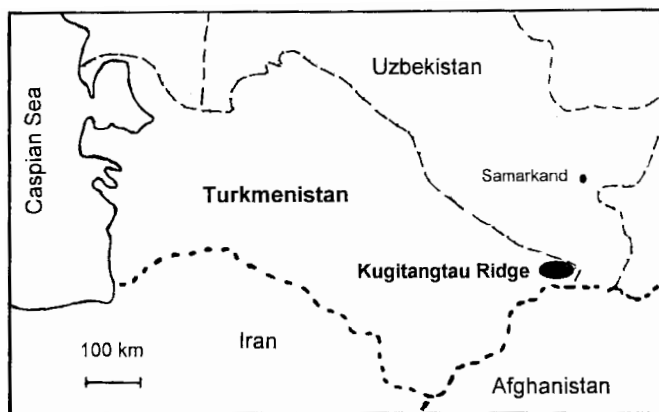 Uzbekistan
Caspian Sea
Samarkand
Turkmenistan
Kugitangtau Ridge
100 km
Iran
Afghanistan